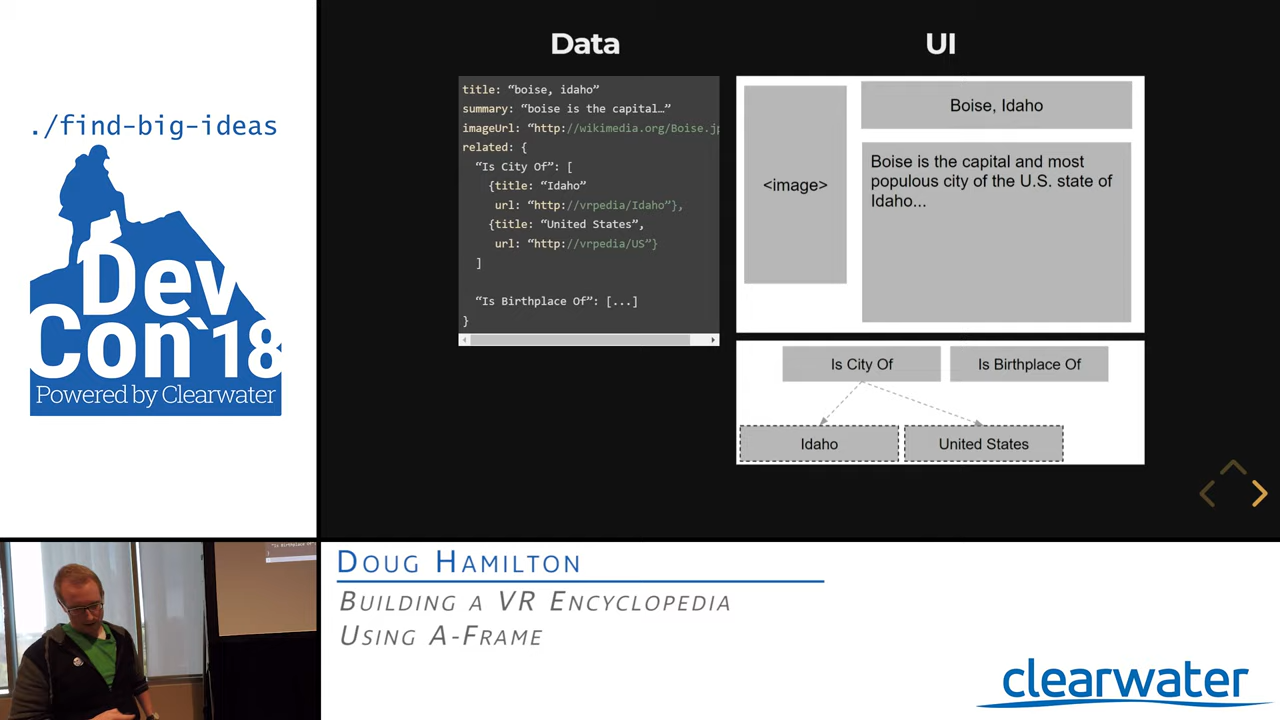 ./find-big-ideas
Dev
Con`18
Powered by Clearwater
Data
title: “boise, idaho”
summary: “boise is the capital…”
imageUrl: “http://wikimedia.org/Boise.jp
related: {
“Is City Of”: [
{title: “Idaho”
url: “http://vrpedia/Idaho”},
{title: “United States”,
url: “http://vrpedia/US”}
]
“Is Birthplace Of”: [...]
}
UI
<image>
Boise, Idaho
Boise is the capital and most
populous city of the U.S. state of
Idaho...
Is City Of
Is Birthplace Of
Idaho
United States
"Is Birthplace Of"
Doug Hamilton
Building a VR Encyclopedia
Using A-Frame
clearwater